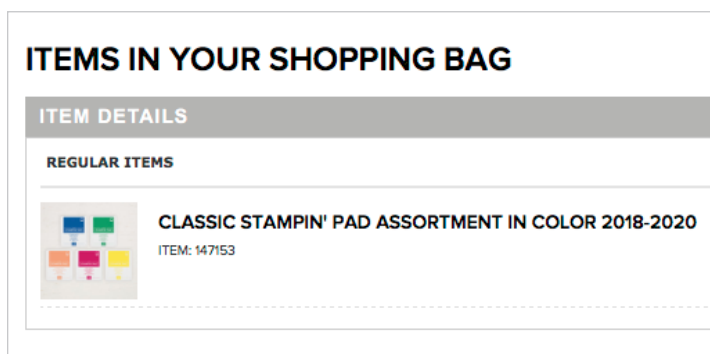 ITEMS IN YOUR SHOPPING BAG
ITEM DETAILS
REGULAR ITEMS
CLASSIC STAMPIN' PAD ASSORTMENT IN COLOR 2018-2020
ITEM: 147153